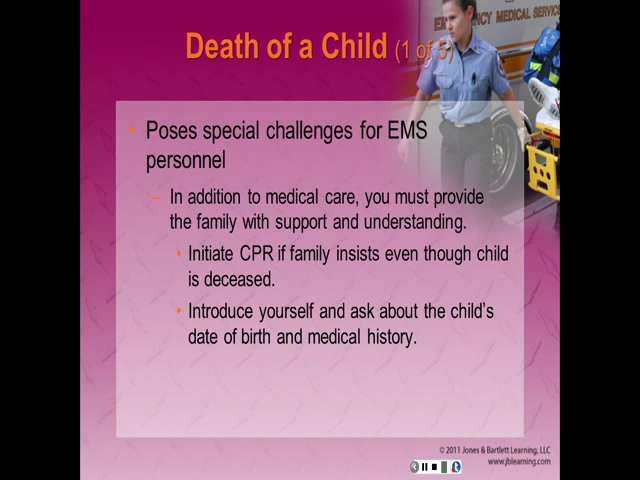 EMERGENCY MEDICAL SERVICE
Death of a Child (1 of 5)
• Poses special challenges for EMS
personnel
– In addition to medical care, you must provide
the family with support and understanding.
• Initiate CPR if family insists even though child
is deceased.
• Introduce yourself and ask about the child's
date of birth and medical history.
© 2011 Jones & Bartlett Learning, LLC
www.jblearning.com